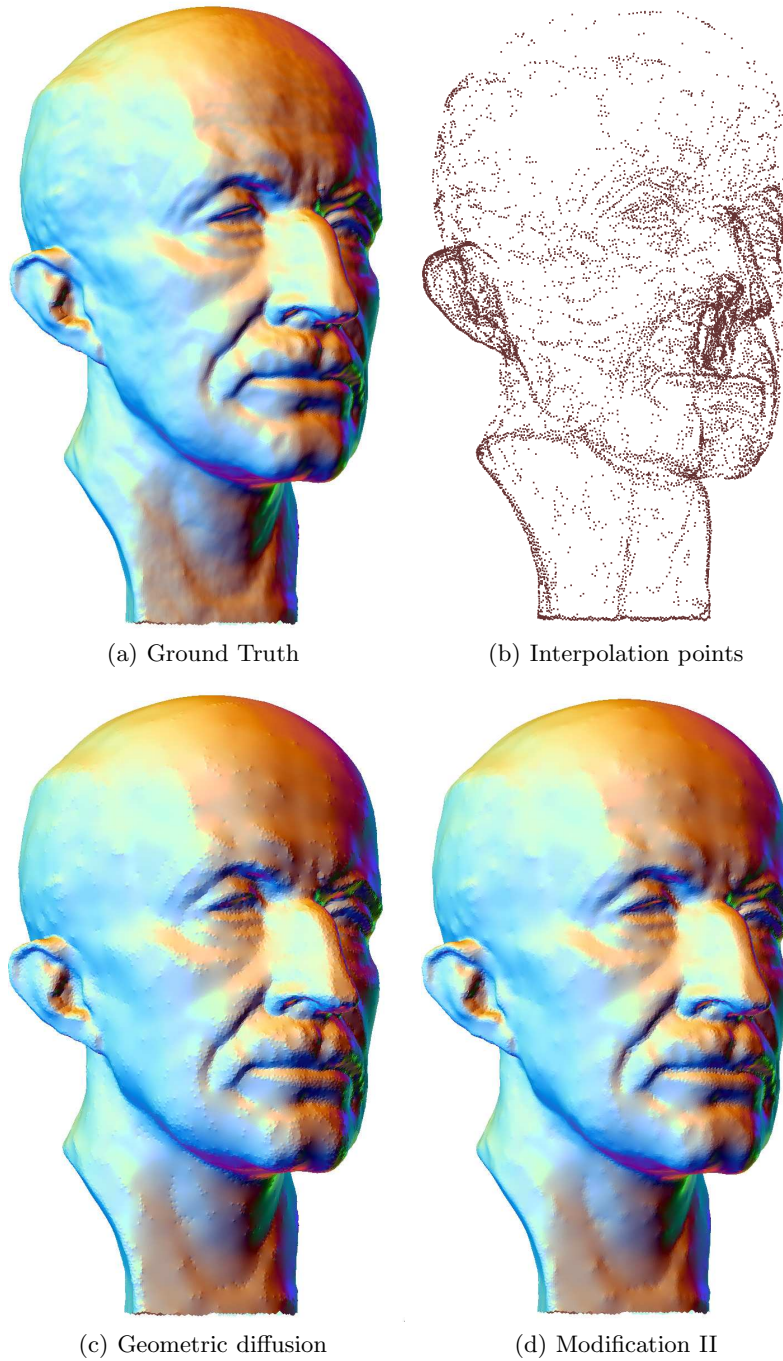 (a) Ground Truth
(b) Interpolation points
(c) Geometric diffusion
(d) Modification II